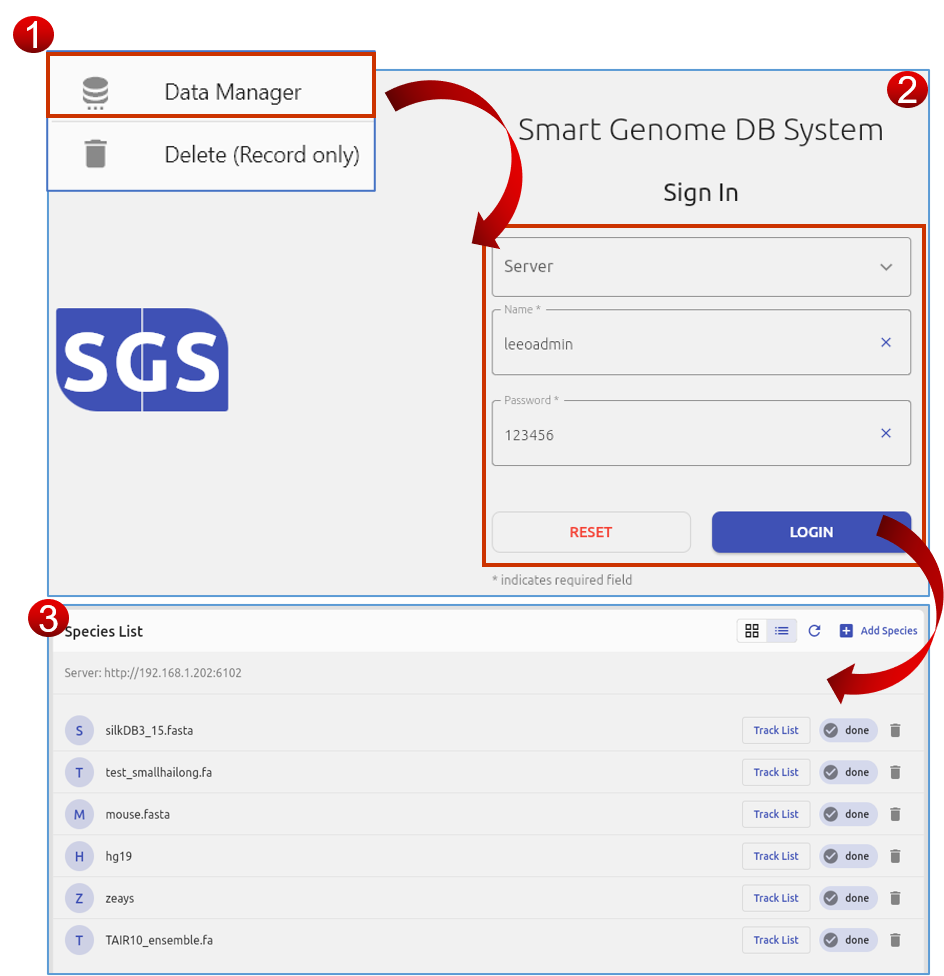 1
Data Manager
Delete (Record only)
2
Smart Genome DB System
Sign In
Server
Name *
leeoadmin
Password *
123456
RESET
LOGIN
* indicates required field
SGS
3
Species List
Add Species
Server: http://192.168.1.202:6102
S silkDB3_15.fasta Track List done
T test_smallhailong.fa Track List done
M mouse.fasta Track List done
H hg19 Track List done
Z zeays Track List done
T TAIR10_ensemble.fa Track List done